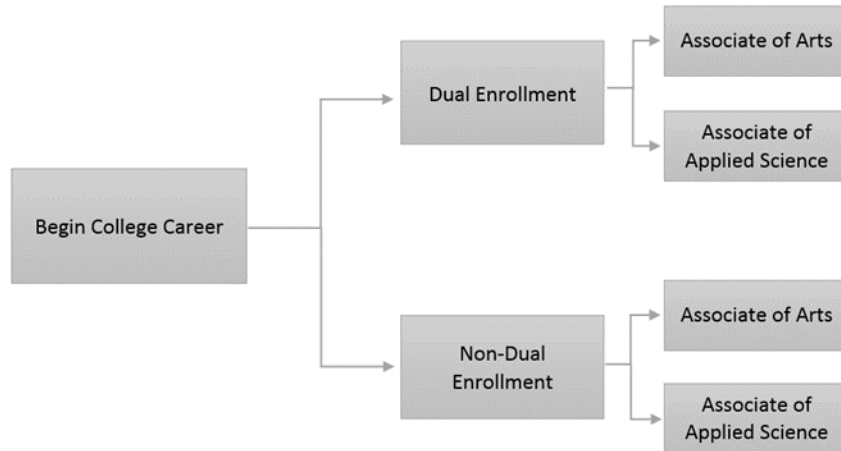 Begin College Career
Dual Enrollment
Associate of Arts
Associate of
Applied Science
Non-Dual
Enrollment
Associate of Arts
Associate of
Applied Science